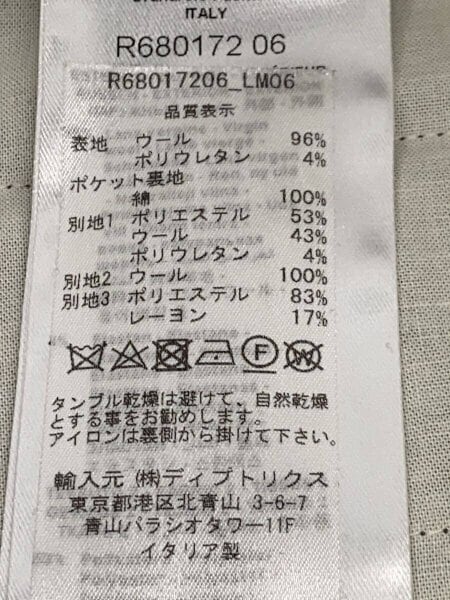 ITALY
R680172 06
R68017206_LM06
品質表示
表地 ウール 96%
ポリウレタン 4%
ポケット裏地
綿 100%
別地1 ポリエステル 53%
ウール 43%
ポリウレタン 4%
別地2 ウール 100%
別地3 ポリエステル 83%
レーヨン 17%
F W
タンブル乾燥は避けて、自然乾燥
とする事をお勧めします。
アイロンは裏側から掛けて下さい。
輸入元 (株)ディプトリクス
東京都港区北青山 3-6-7
青山パラシオタワー11F
イタリア製